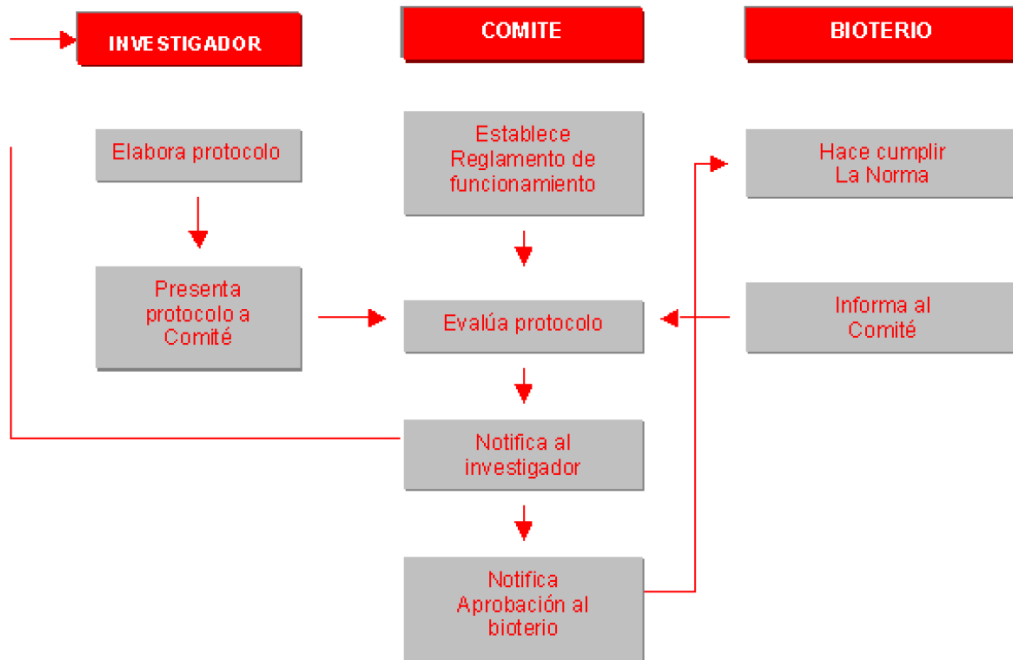 INVESTIGADOR
COMITE
BIOTERIO
Elabora protocolo
Establece
Reglamento de
funcionamiento
Hace cumplir
La Norma
Presenta
protocolo a
Comité
Evalúa protocolo
Informa al
Comité
Notifica al
investigador
Notifica
Aprobación al
bioterio